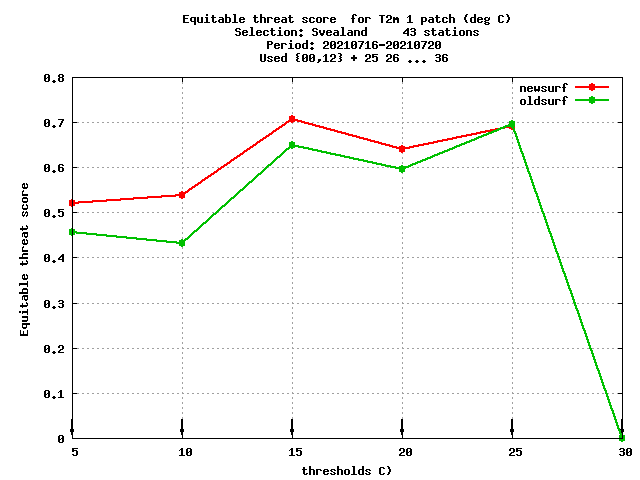 Equitable threat score  for T2m 1 patch (deg C)
Selection: Svealand     43 stations
Period: 20210716-20210720
Used {00,12} + 25 26 ... 36
newsurf
oldsurf
Equitable threat score
0.8
0.7
0.6
0.5
0.4
0.3
0.2
0.1
0
5 10 15 20 25 30
thresholds C)